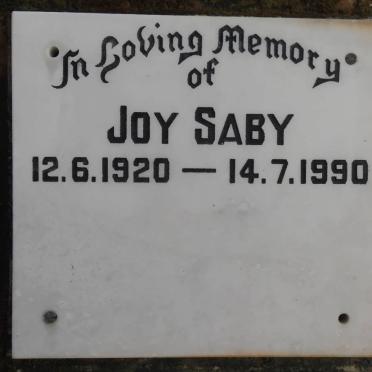 In Loving Memory
of
JOY SABY
12.6.1920 — 14.7.1990